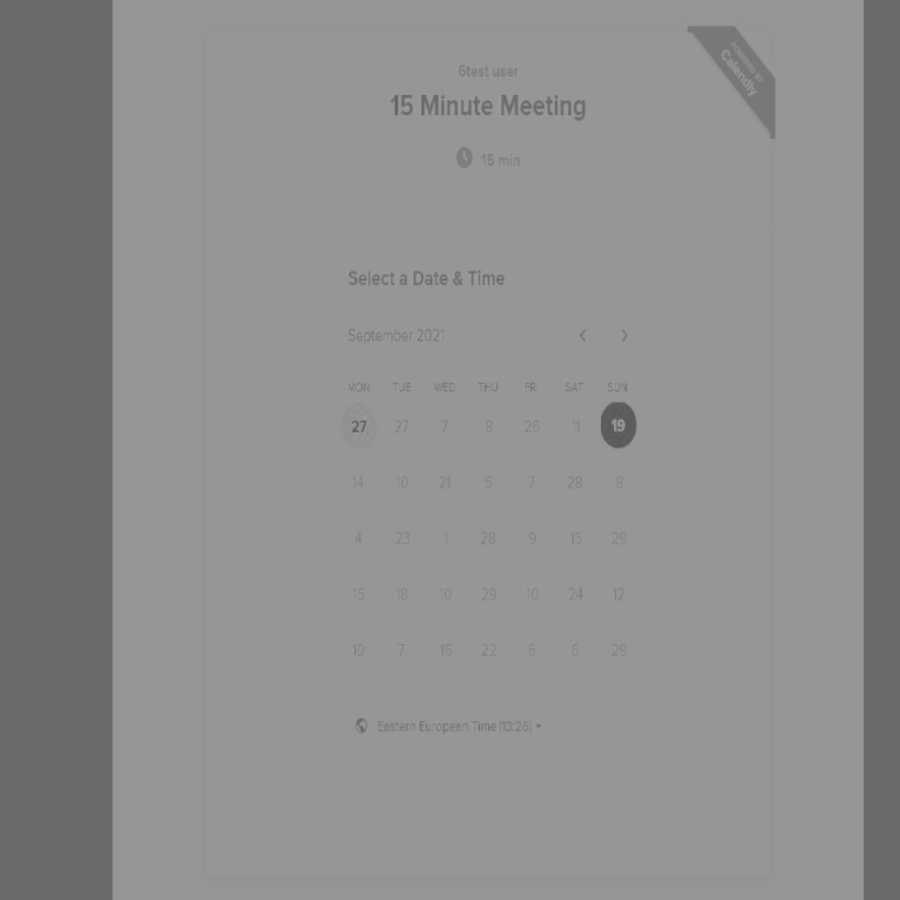 POWERED BY
Calendly
6test user
15 Minute Meeting
15 min
Select a Date & Time
September 2021
MON TUE WED THU FRI SAT SUN
27 27 7 8 26 11 19
14 10 21 5 7 28 8
4 23 1 28 9 16 29
15 18 10 29 10 24 12
19 7 16 22 6 6 29
Eastern European Time (13:26)